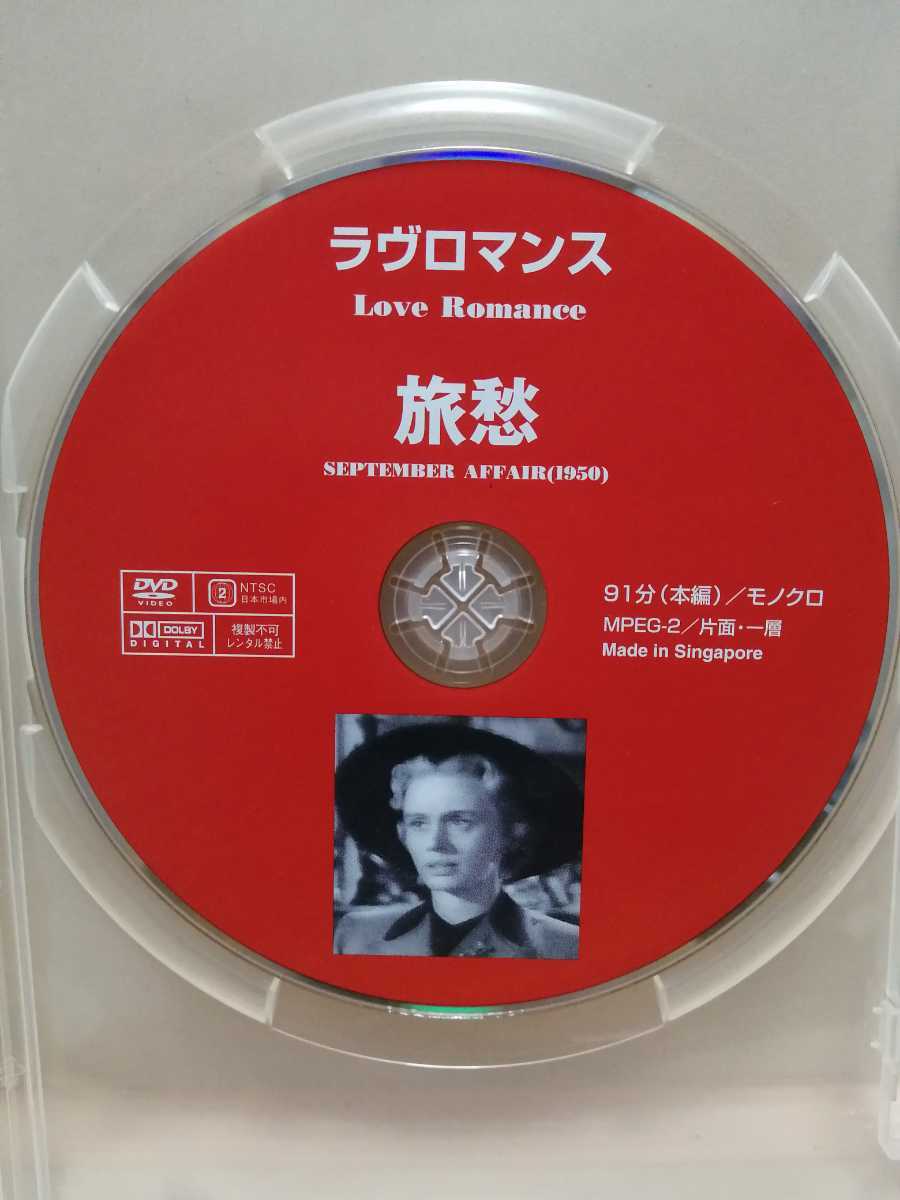 ラヴロマンス
Love Romance
旅愁
SEPTEMBER AFFAIR(1950)
DVD
VIDEO
2
NTSC
日本市場内
DOLBY
DIGITAL
複製不可
レンタル禁止
91分(本編)/モノクロ
MPEG-2/片面・一層
Made in Singapore